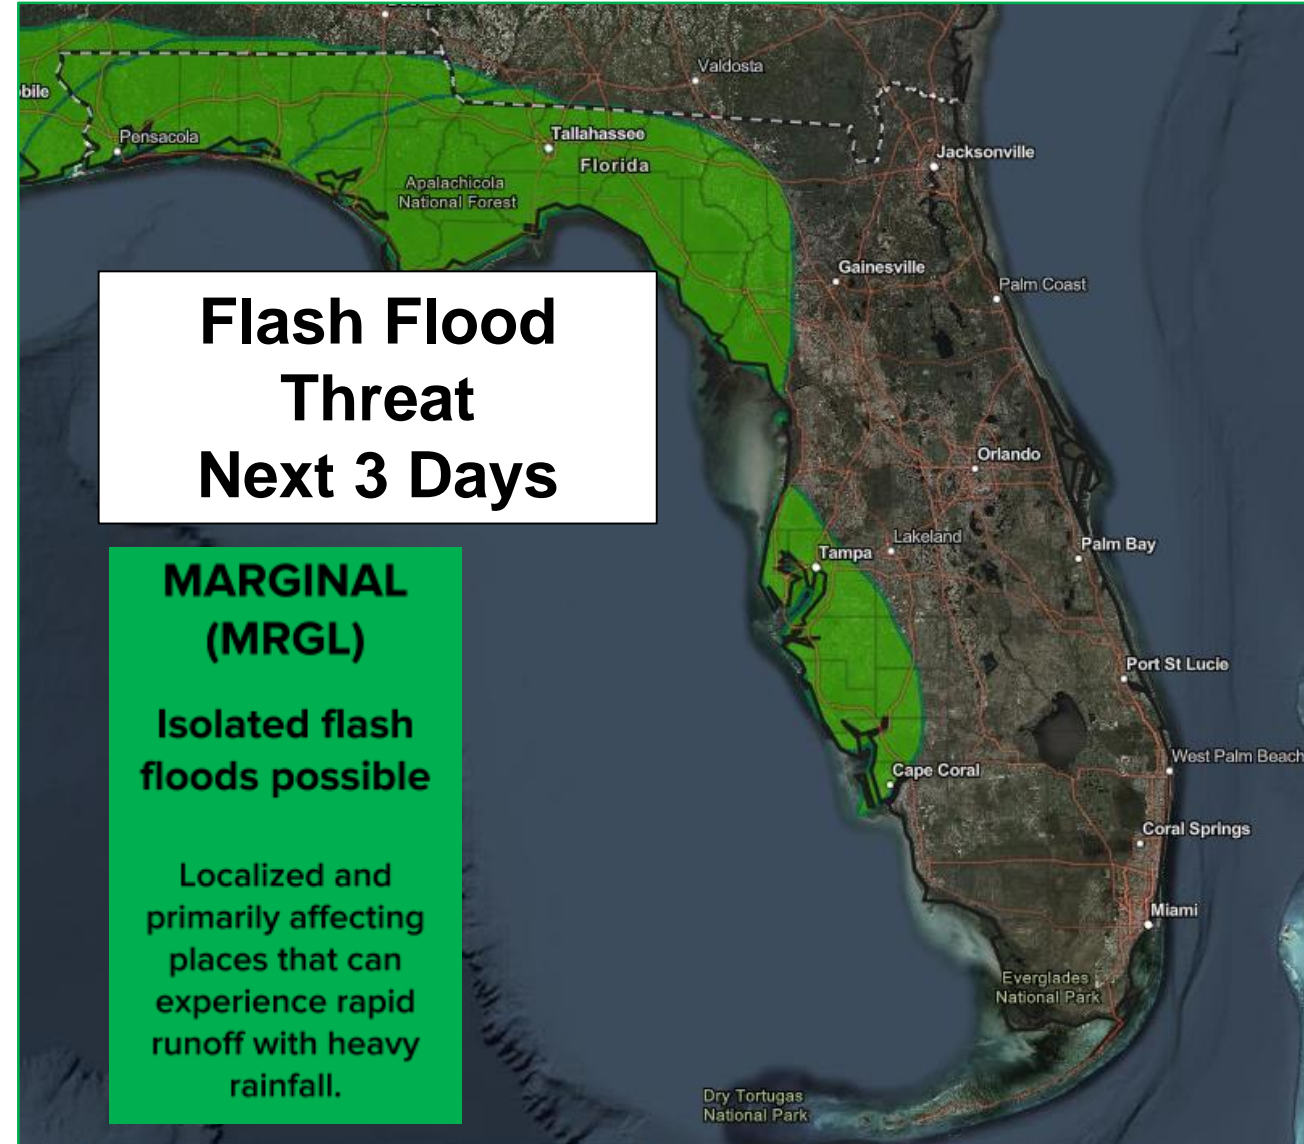 bile
Valdosta
Pensacola
Tallahassee
Florida
Jacksonville
Apalachicola
National Forest
Gainesville
Palm Coast
Flash Flood
Threat
Next 3 Days
Orlando
Lakeland
Tampa
Palm Bay
MARGINAL
(MRGL)
Isolated flash
floods possible
Localized and
primarily affecting
places that can
experience rapid
runoff with heavy
rainfall.
Port St Lucie
West Palm Beach
Cape Coral
Coral Springs
Miami
Everglades
National Park
Dry Tortugas
National Park